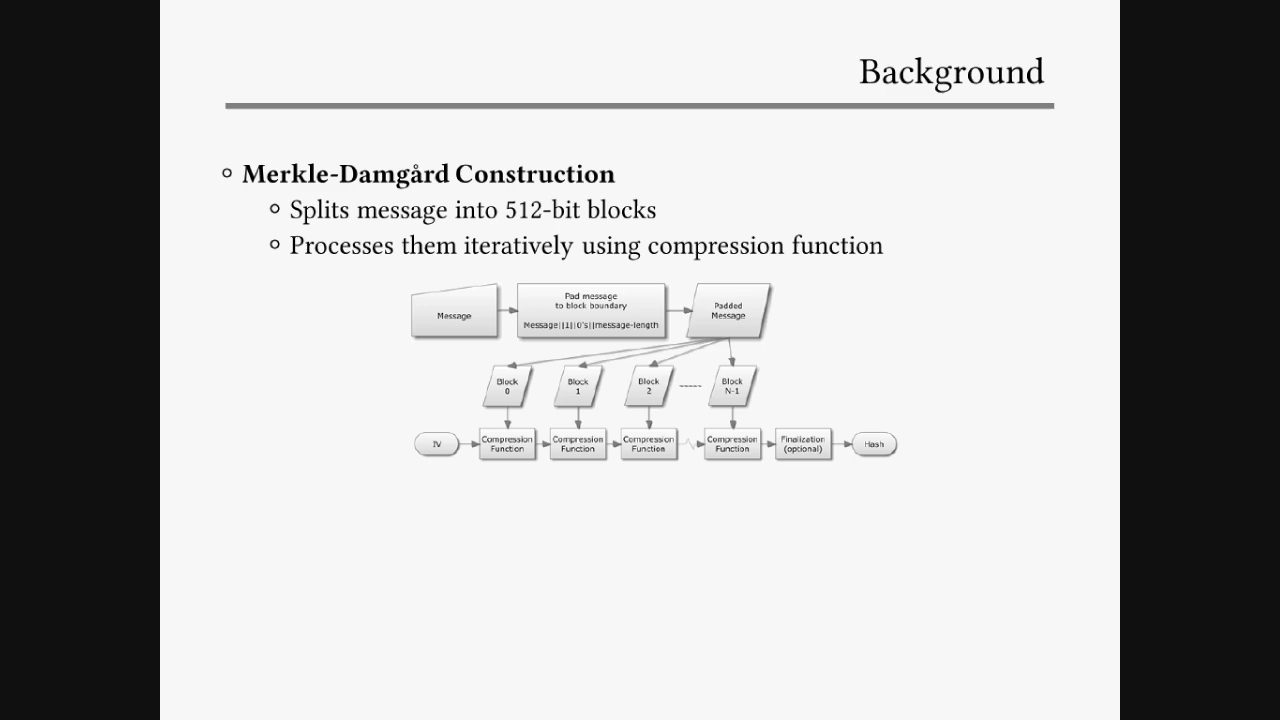 Background
Merkle-Damgård Construction
Splits message into 512-bit blocks
Processes them iteratively using compression function
Message
Pad message
to block boundary
Message||1||0's||message-length
Padded
Message
Block
0
Block
1
Block
2
-----
Block
N-1
IV
Compression
Function
Compression
Function
Compression
Function
Compression
Function
Finalization
(optional)
Hash